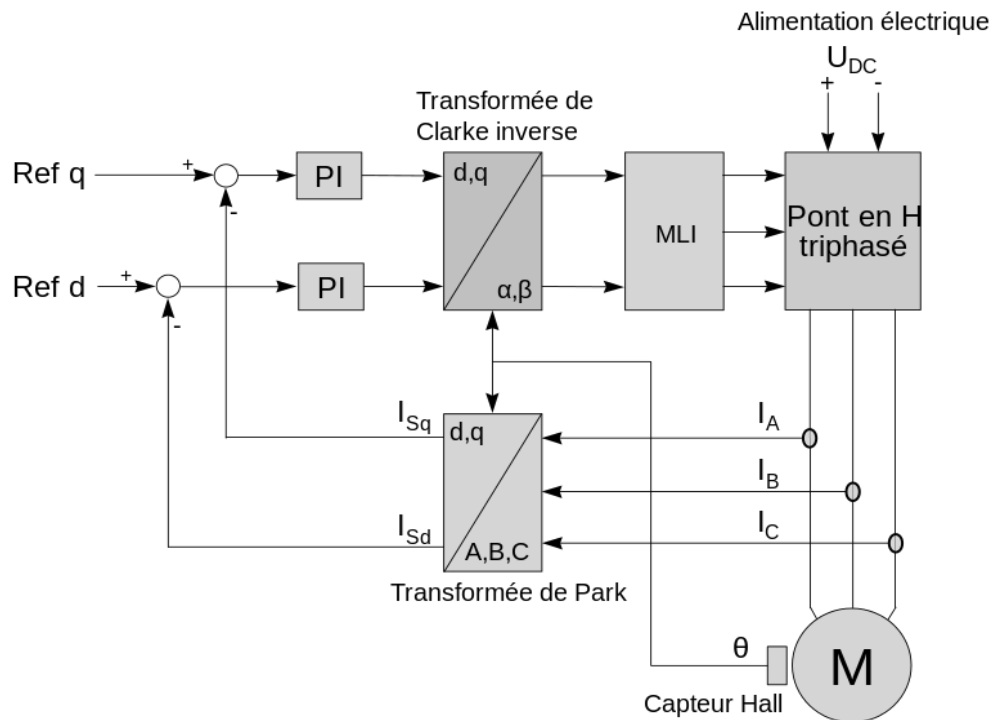 Alimentation électrique
U_DC
+ -
Transformée de
Clarke inverse
Ref q
+
-
PI
d,q
α,β
MLI
Pont en H
triphasé
Ref d
+
-
PI
I_Sq
d,q
I_A
I_B
I_Sd
A,B,C
I_C
Transformée de Park
θ
M
Capteur Hall